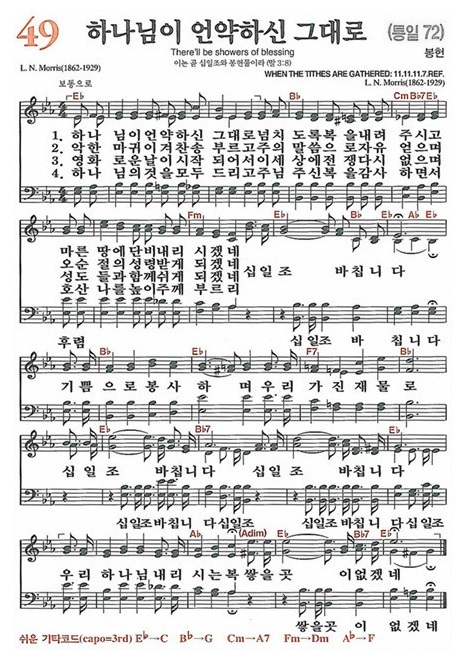 49 하나님이 언약하신 그대로 (통일 72)
There'll be showers of blessing 봉헌
이는 곧 십일조와 봉헌물이라 (말 3:8)
L. N. Morris(1862-1929) WHEN THE TITHES ARE GATHERED: 11.11.11.7.REF.
보통으로 L. N. Morris(1862-1929)
E♭ B♭ Cm B♭7 E♭
1. 하나 님이언약하신 그대로넘치 도록복 을내려 주시고
2. 악한 마귀이겨찬송 부르고주의 말씀으 로자유 얻으며
3. 영화 로운날이시작 되어서이세 상에전 쟁다시 없으며
4. 하나 님의것을모두 드리고주님 주신복 을감사 하면서
Fm E♭ B♭ E♭ A♭ E♭
마른 땅에단비내리 시겠네
오순 절의성령받게 되겠네
성도 들과함께쉬게 되겠네
호산 나를높이주께 부르리
십일조 바칩니다
후렴 십일조 바 칩니다
B♭ E♭ B♭ F7 B♭
기쁨 으로봉사 하 며우리 가진재 물로
E♭ B♭7 E♭
십일조 바칩니다 십일조 바칩니다
십일조바칩니 다십일조 십일조바칩니 다십일조
A♭ (Adim) E♭ B♭7 E♭
우리 하나님내리 시는복쌓을곳 이없겠네
쌓을곳 이없겠네
쉬운 기타코드(capo=3rd) E♭→C B♭→G Cm→A7 Fm→Dm A♭→F